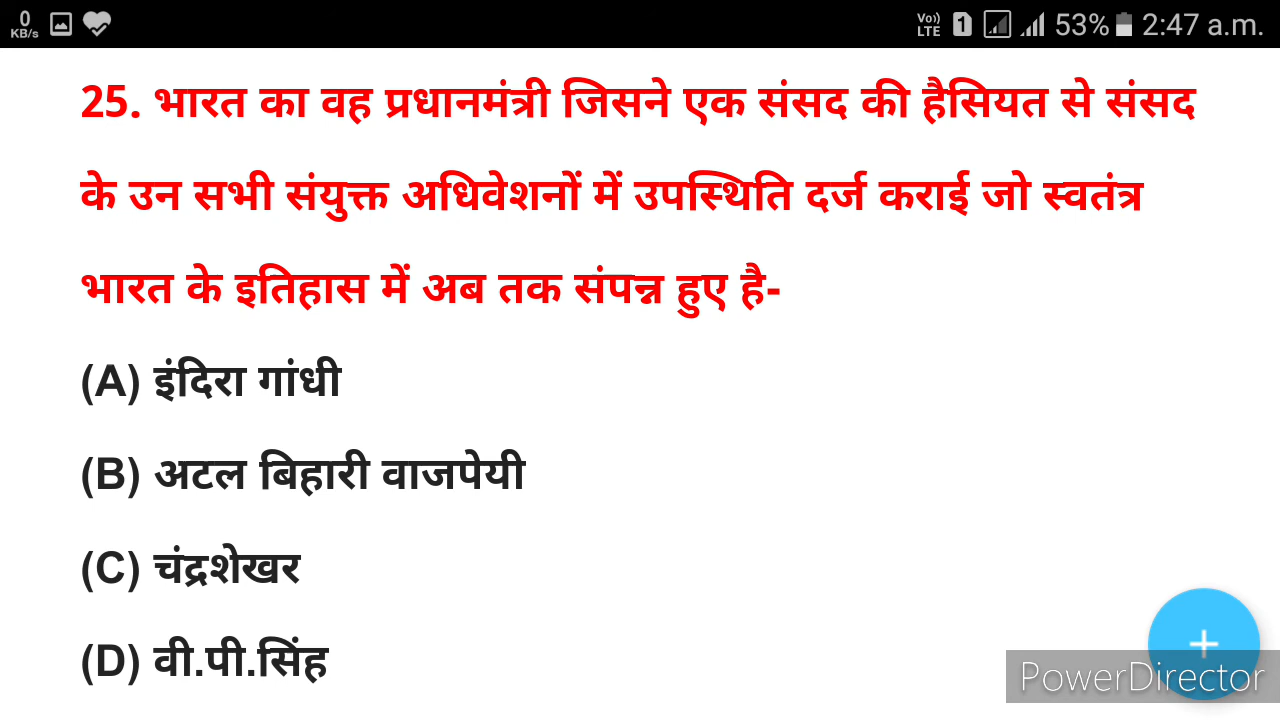 0
KB/s
Vo))
LTE 1 53% 2:47 a.m.
25. भारत का वह प्रधानमंत्री जिसने एक संसद की हैसियत से संसद
के उन सभी संयुक्त अधिवेशनों में उपस्थिति दर्ज कराई जो स्वतंत्र
भारत के इतिहास में अब तक संपन्न हुए है-
(A) इंदिरा गांधी
(B) अटल बिहारी वाजपेयी
(C) चंद्रशेखर
(D) वी.पी.सिंह
+
PowerDirector